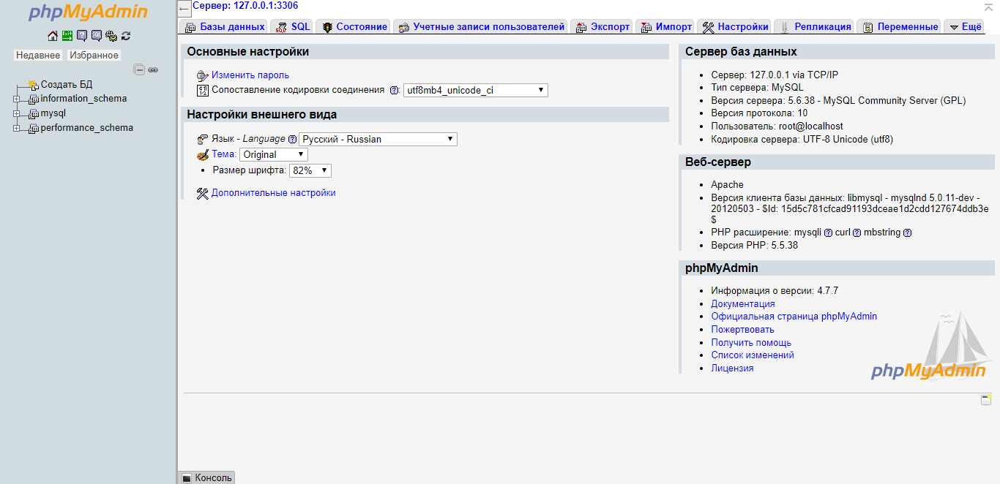 phpMyAdmin
Недавнее Избранное
Создать БД
information_schema
mysql
performance_schema
Сервер: 127.0.0.1:3306
Базы данных SQL Состояние Учетные записи пользователей Экспорт Импорт Настройки Репликация Переменные Ещё
Основные настройки
Изменить пароль
Сопоставление кодировки соединения utf8mb4_unicode_ci
Настройки внешнего вида
Язык - Language Русский - Russian
Тема: Original
Размер шрифта: 82%
Дополнительные настройки
Сервер баз данных
Сервер: 127.0.0.1 via TCP/IP
Тип сервера: MySQL
Версия сервера: 5.6.38 - MySQL Community Server (GPL)
Версия протокола: 10
Пользователь: root@localhost
Кодировка сервера: UTF-8 Unicode (utf8)
Веб-сервер
Apache
Версия клиента базы данных: libmysql - mysqlnd 5.0.11-dev -
20120503 - $Id: 15d5c781cfcad91193dceae1d2cdd127674ddb3e
$
PHP расширение: mysqli curl mbstring
Версия PHP: 5.5.38
phpMyAdmin
Информация о версии: 4.7.7
Документация
Официальная страница phpMyAdmin
Пожертвовать
Получить помощь
Список изменений
Лицензия
phpMyAdmin
Консоль